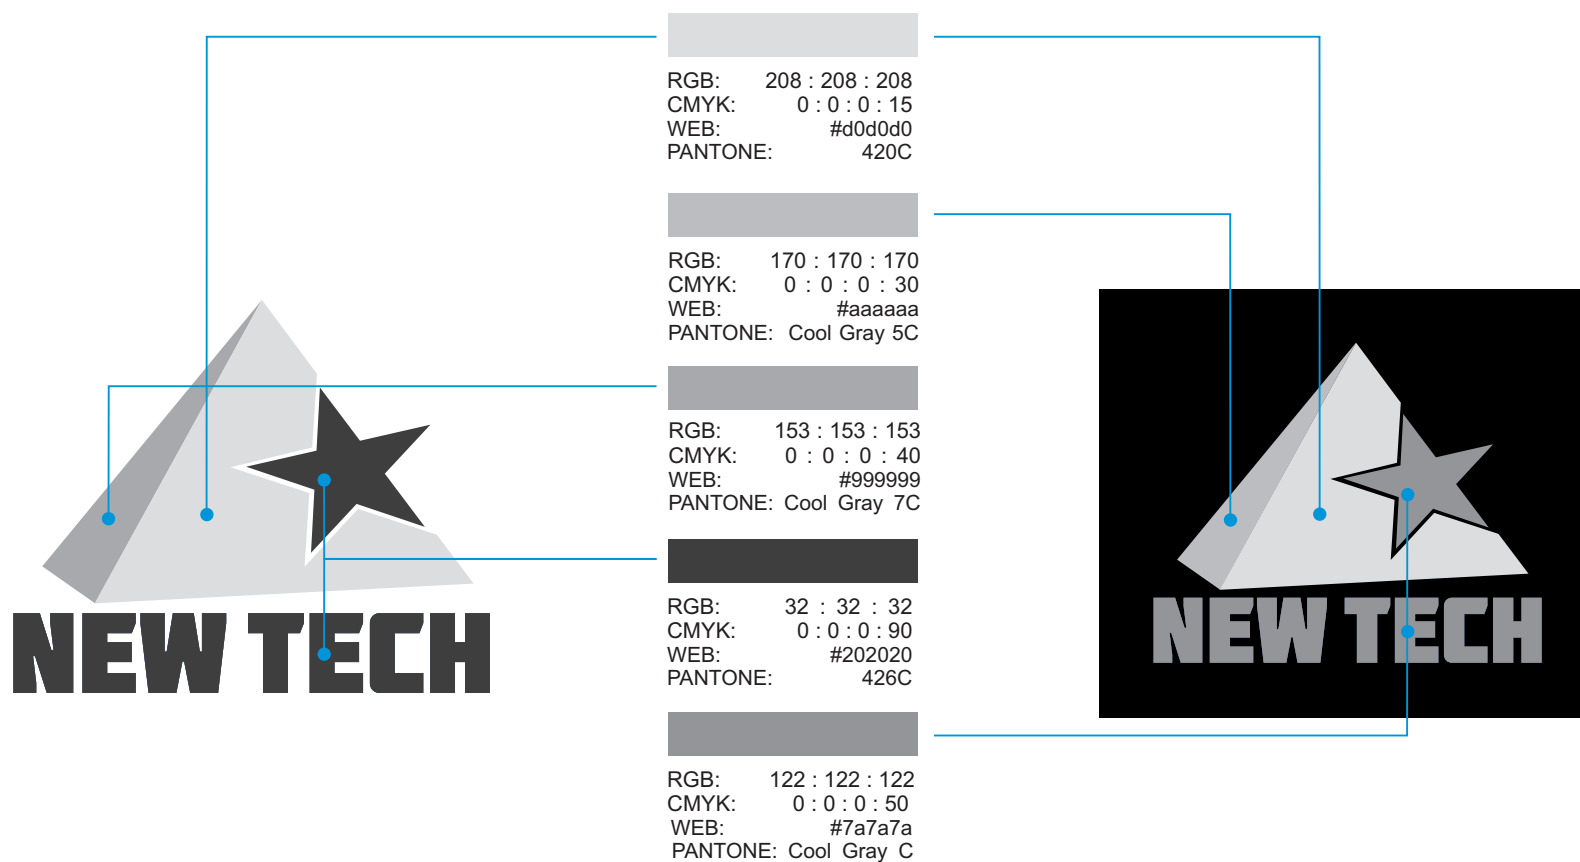 RGB: 208 : 208 : 208
CMYK: 0 : 0 : 0 : 15
WEB: #d0d0d0
PANTONE: 420C
RGB: 170 : 170 : 170
CMYK: 0 : 0 : 0 : 30
WEB: #aaaaaa
PANTONE: Cool Gray 5C
RGB: 153 : 153 : 153
CMYK: 0 : 0 : 0 : 40
WEB: #999999
PANTONE: Cool Gray 7C
RGB: 32 : 32 : 32
CMYK: 0 : 0 : 0 : 90
WEB: #202020
PANTONE: 426C
RGB: 122 : 122 : 122
CMYK: 0 : 0 : 0 : 50
WEB: #7a7a7a
PANTONE: Cool Gray C
NEW TECH
NEW TECH